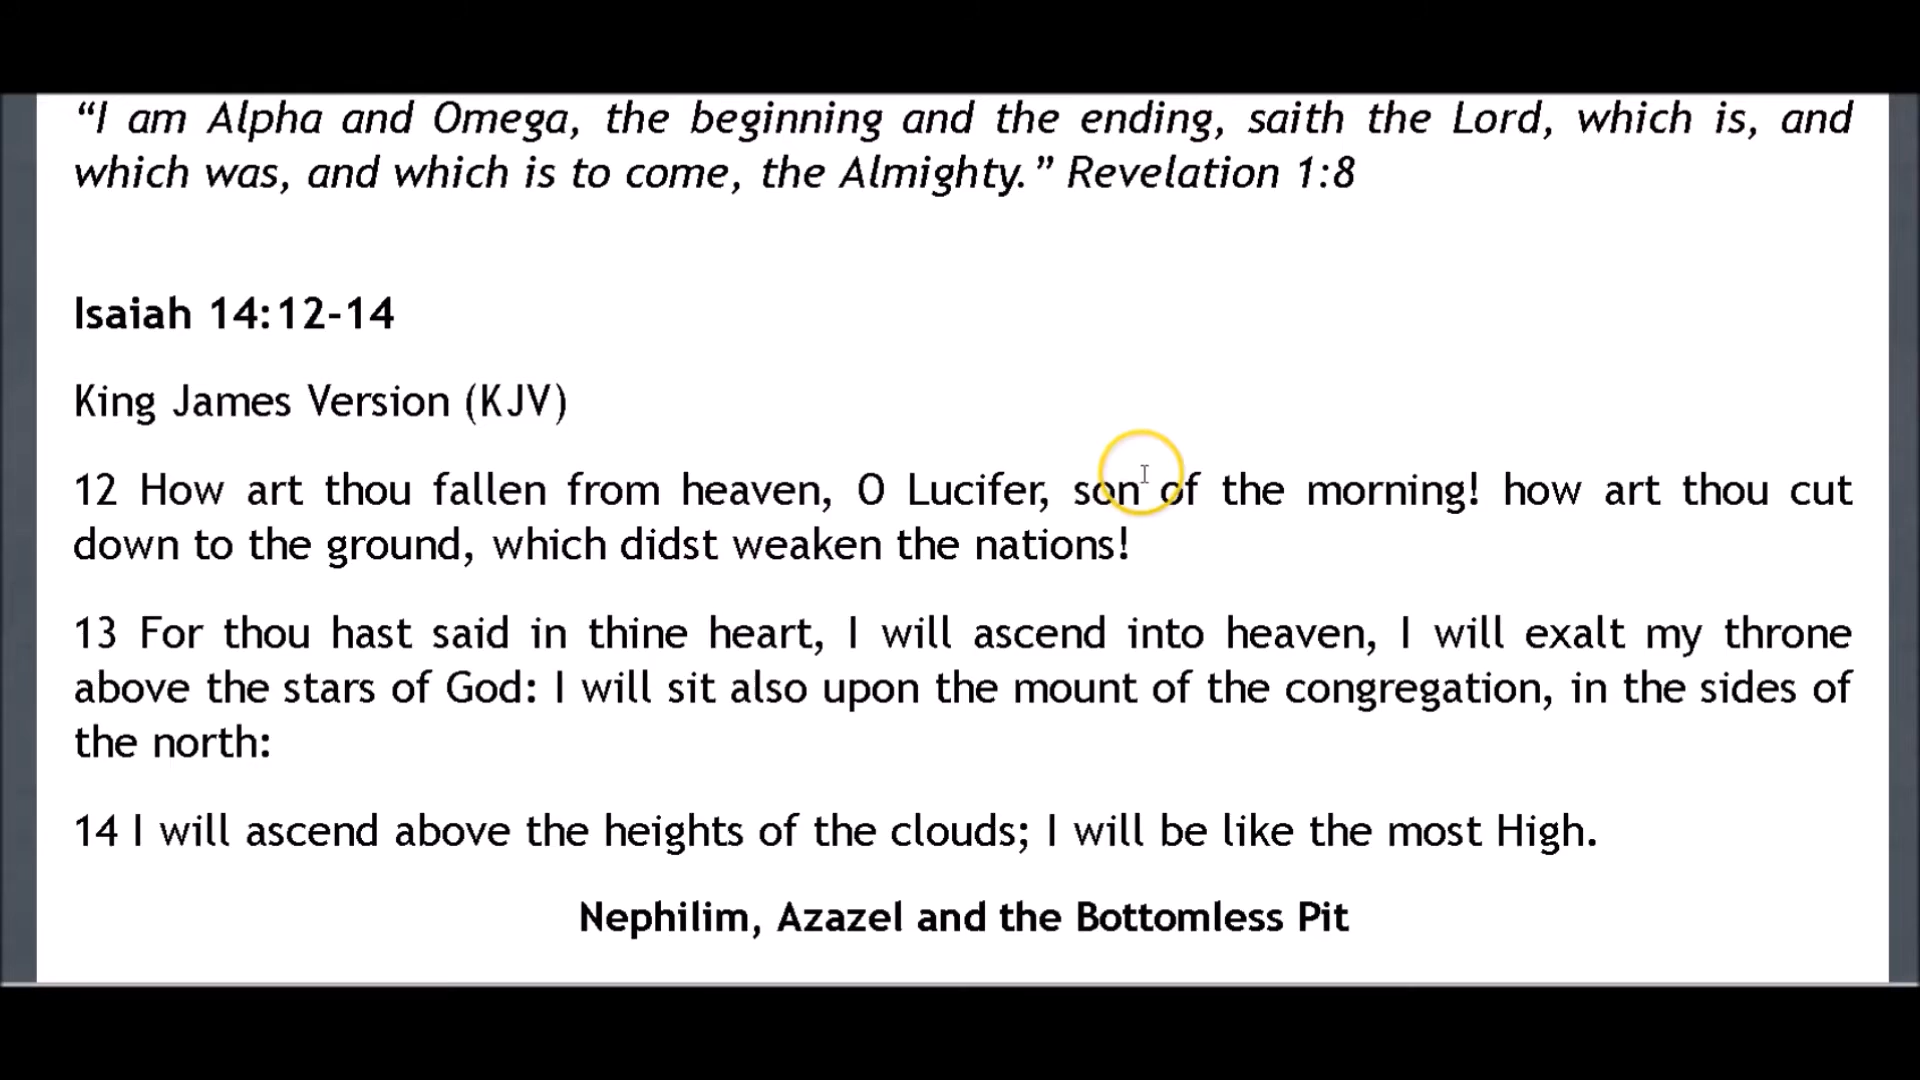 “I am Alpha and Omega, the beginning and the ending, saith the Lord, which is, and
which was, and which is to come, the Almighty.” Revelation 1:8
Isaiah 14:12-14
King James Version (KJV)
12 How art thou fallen from heaven, O Lucifer, son of the morning! how art thou cut
down to the ground, which didst weaken the nations!
13 For thou hast said in thine heart, I will ascend into heaven, I will exalt my throne
above the stars of God: I will sit also upon the mount of the congregation, in the sides of
the north:
14 I will ascend above the heights of the clouds; I will be like the most High.
Nephilim, Azazel and the Bottomless Pit